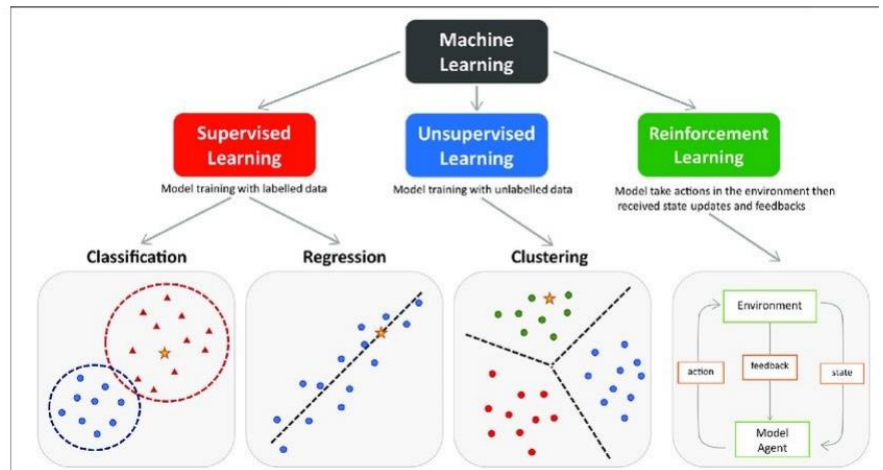 Machine
Learning
Supervised
Learning
Unsupervised
Learning
Reinforcement
Learning
Model training with labelled data
Model training with unlabelled data
Model take actions in the environment then
received state updates and feedbacks
Classification
Regression
Clustering
Environment
action
feedback
state
Model
Agent